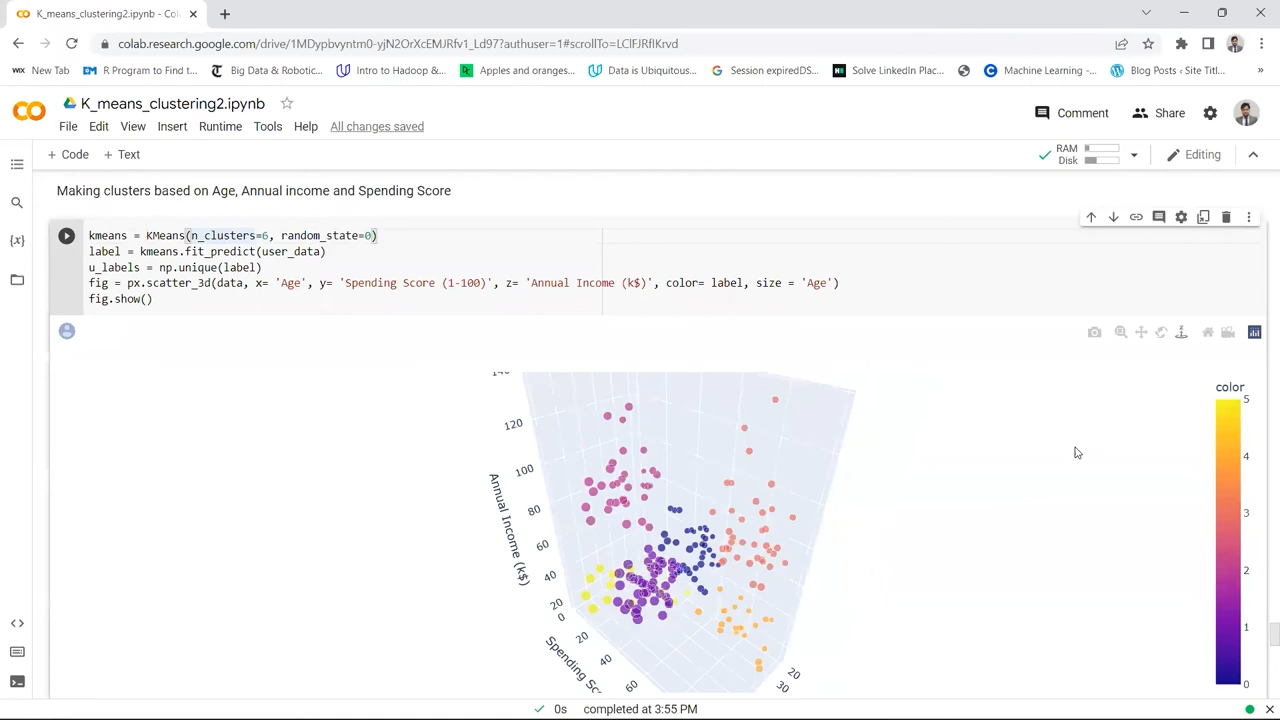 K_means_clustering2.ipynb - Col
colab.research.google.com/drive/1MDypbvyntm0-yjN2OrXcEMJRfv1_Ld97?authuser=1#scrollTo=LClFJRflKrvd
WIX New Tab
R Program to Find t...
Big Data & Robotic...
Intro to Hadoop &...
Apples and oranges...
Data is Ubiquitous...
Session expiredDS...
Solve LinkedIn Plac...
Machine Learning -...
Blog Posts ‹ Site Titl...
»
K_means_clustering2.ipynb
Comment
Share
File Edit View Insert Runtime Tools Help All changes saved
+ Code + Text
RAM
Disk
Editing
Making clusters based on Age, Annual income and Spending Score
kmeans = KMeans(n_clusters=6, random_state=0)
label = kmeans.fit_predict(user_data)
u_labels = np.unique(label)
fig = px.scatter_3d(data, x= 'Age', y= 'Spending Score (1-100)', z= 'Annual Income (k$)', color= label, size = 'Age')
fig.show()
color
5
4
3
2
1
0
140
120
100
80
60
40
20
0
Annual Income (k$)
20
40
60
Spending Sc
20
30
0s completed at 3:55 PM